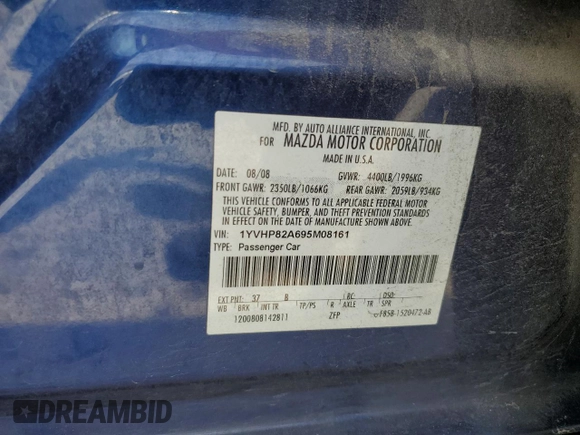 MFD. BY AUTO ALLIANCE INTERNATIONAL, INC.
FOR MAZDA MOTOR CORPORATION
MADE IN U.S.A.
DATE: 08/08 GVWR: 4400LB/1996KG
FRONT GAWR: 2350LB/1066KG REAR GAWR: 2059LB/934KG
THIS VEHICLE CONFORMS TO ALL APPLICABLE FEDERAL MOTOR
VEHICLE SAFETY, BUMPER, AND THEFT PREVENTION STANDARDS
IN EFFECT ON THE DATE OF MANUFACTURE SHOWN ABOVE.
VIN: 1YVHP82A695M08161
TYPE: Passenger Car
EXT PNT: 37 B RC: DSO:
WB BRK INT TR TP/PS R AXLE TR SPR
1200808142811 ZFP 1520472-AB
DREAMBID